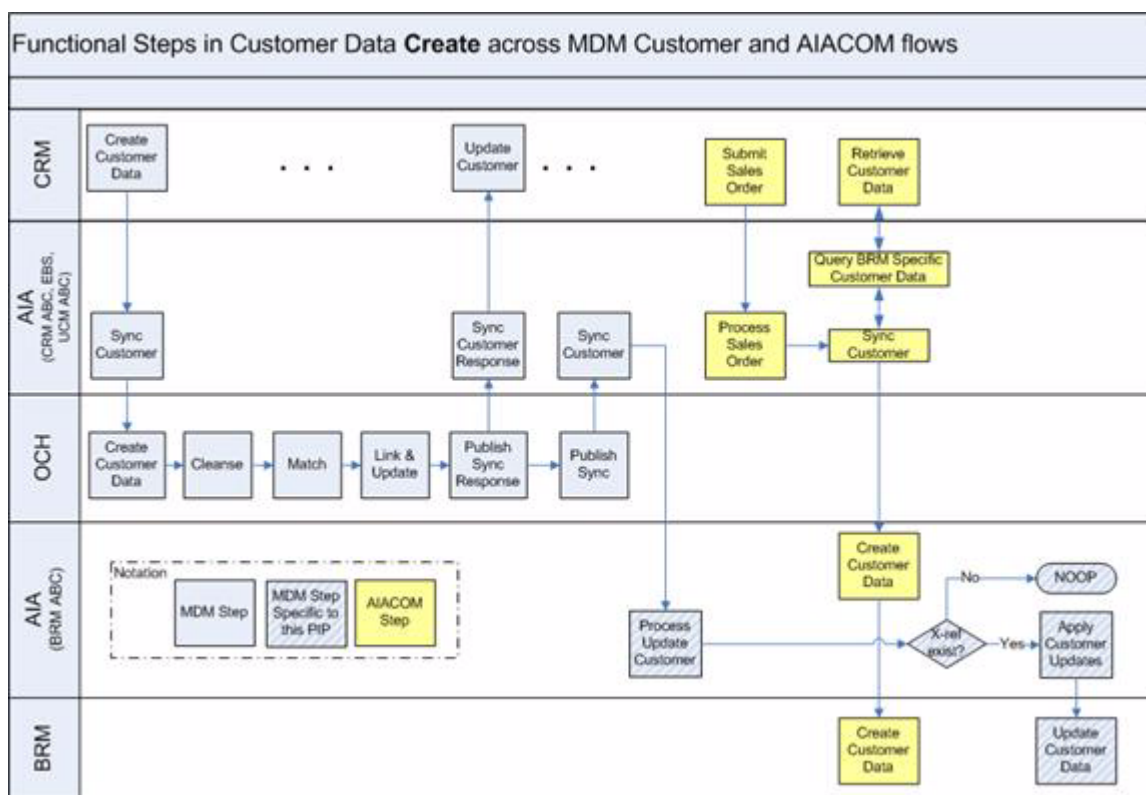 Functional Steps in Customer Data Create across MDM Customer and AIACOM flows
CRM
Create
Customer
Data
. . .
Update
Customer
. . .
Submit
Sales
Order
Retrieve
Customer
Data
AIA
(CRM ABC, EBS,
UCM ABC)
Query BRM Specific
Customer Data
Sync
Customer
Sync
Customer
Response
Sync
Customer
Process
Sales
Order
Sync
Customer
OCH
Create
Customer
Data
Cleanse
Match
Link &
Update
Publish
Sync
Response
Publish
Sync
AIA
(BRM ABC)
Notation
MDM Step
MDM Step
Specific to
this PIP
AIACOM
Step
Create
Customer
Data
No
NOOP
Process
Update
Customer
X-ref
exist?
Yes
Apply
Customer
Updates
BRM
Create
Customer
Data
Update
Customer
Data